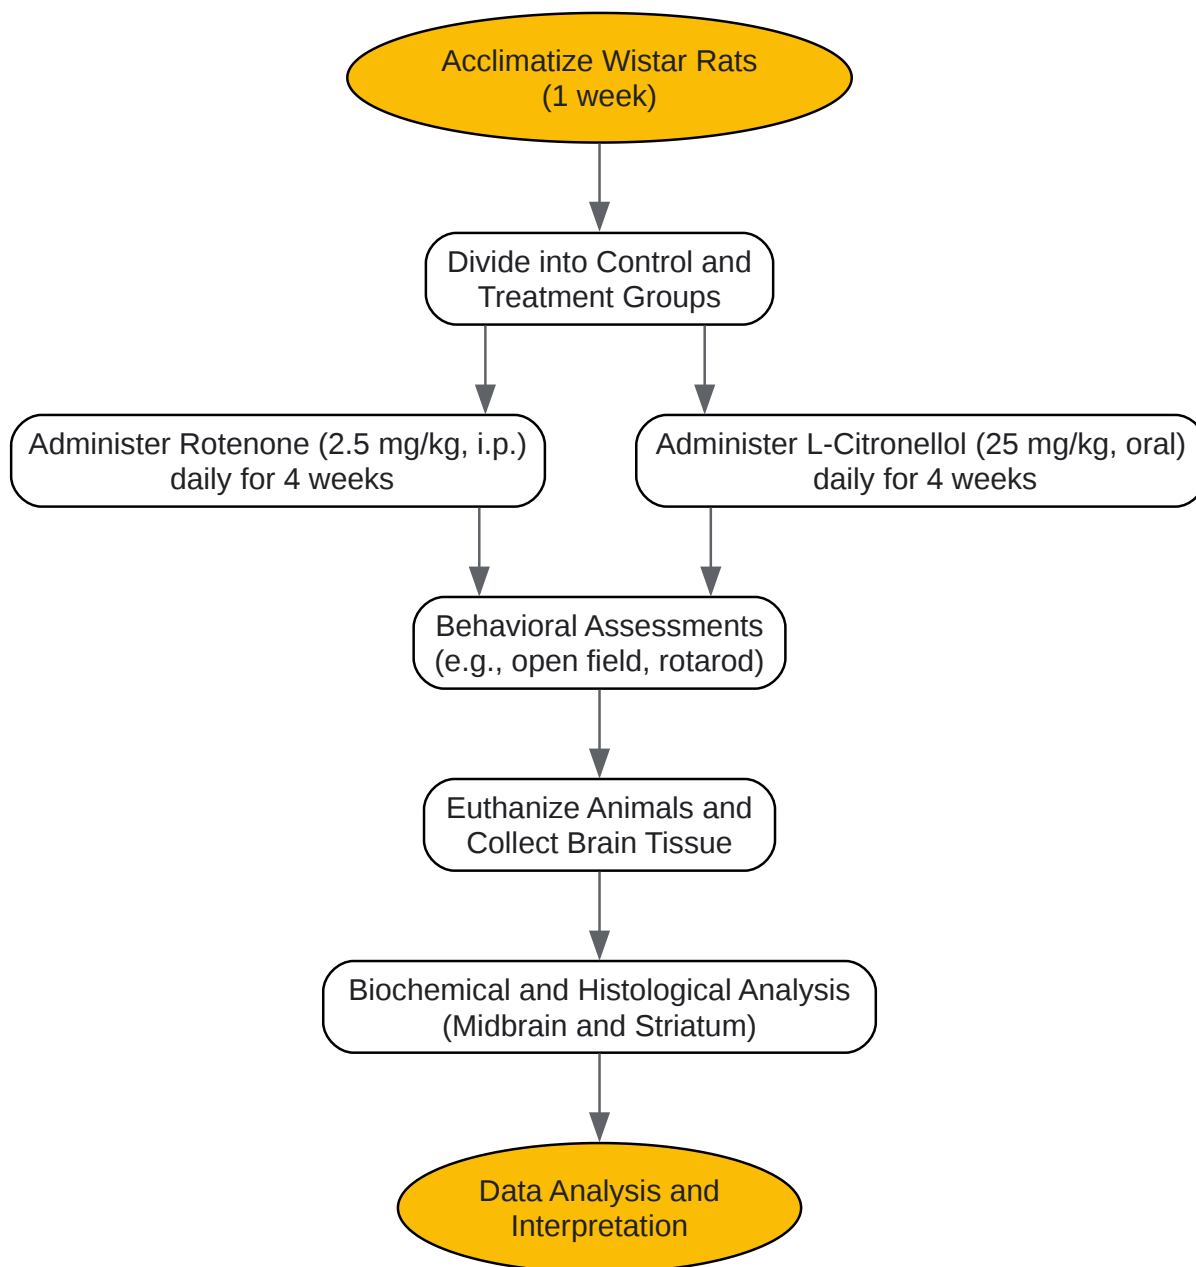 Acclimatize Wistar Rats
(1 week)
Divide into Control and
Treatment Groups
Administer Rotenone (2.5 mg/kg, i.p.)
daily for 4 weeks
Administer L-Citronellol (25 mg/kg, oral)
daily for 4 weeks
Behavioral Assessments
(e.g., open field, rotarod)
Euthanize Animals and
Collect Brain Tissue
Biochemical and Histological Analysis
(Midbrain and Striatum)
Data Analysis and
Interpretation